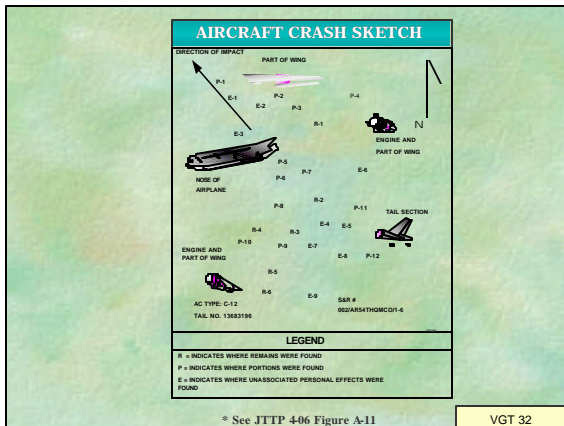 AIRCRAFT CRASH SKETCH
DIRECTION OF IMPACT
PART OF WING
P-1
E-1
P-2
P-4
E-2
P-3
R-1
N
E-3
ENGINE AND
PART OF WING
P-5
P-7
E-6
NOSE OF
AIRPLANE
P-6
R-2
P-8
P-11
TAIL SECTION
E-4
E-5
R-4
R-3
P-10
P-9
E-7
ENGINE AND
PART OF WING
E-8
P-12
R-5
R-6
E-9
S&R #
002/AR54THQMCO/1-6
AC TYPE: C-12
TAIL NO. 13683196
LEGEND
R = INDICATES WHERE REMAINS WERE FOUND
P = INDICATES WHERE PORTIONS WERE FOUND
E = INDICATES WHERE UNASSOCIATED PERSONAL EFFECTS WERE
FOUND
* See JTTP 4-06 Figure A-11
VGT 32